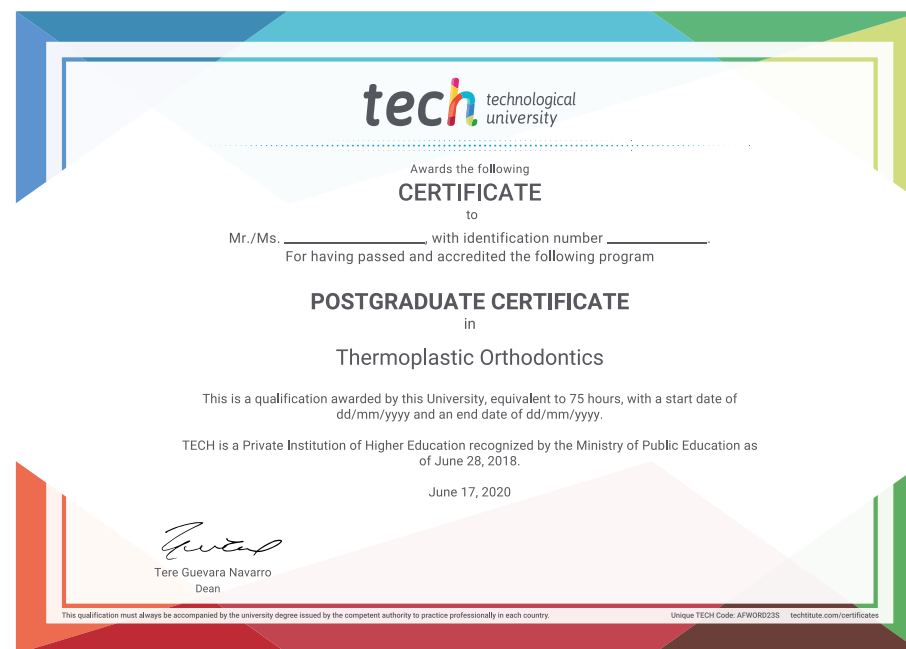 tech technological
university
Awards the following
CERTIFICATE
to
Mr./Ms. ____________________, with identification number ______________.
For having passed and accredited the following program
POSTGRADUATE CERTIFICATE
in
Thermoplastic Orthodontics
This is a qualification awarded by this University, equivalent to 75 hours, with a start date of
dd/mm/yyyy and an end date of dd/mm/yyyy.
TECH is a Private Institution of Higher Education recognized by the Ministry of Public Education as
of June 28, 2018.
June 17, 2020
Tere Guevara Navarro
Dean
This qualification must always be accompanied by the university degree issued by the competent authority to practice professionally in each country. Unique TECH Code: AFWORD23S techtitute.com/certificates